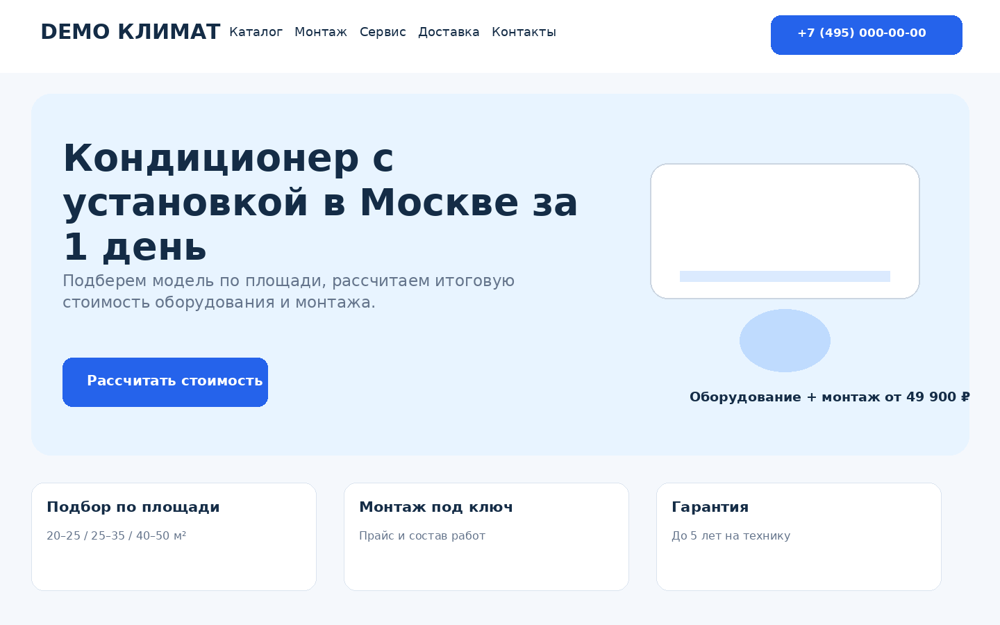 DEMO КЛИМАТ Каталог Монтаж Сервис Доставка Контакты +7 (495) 000-00-00
Кондиционер с
установкой в Москве за
1 день
Подберем модель по площади, рассчитаем итоговую
стоимость оборудования и монтажа.
Рассчитать стоимость
Оборудование + монтаж от 49 900 ₽
Подбор по площади
20–25 / 25–35 / 40–50 м²
Монтаж под ключ
Прайс и состав работ
Гарантия
До 5 лет на технику